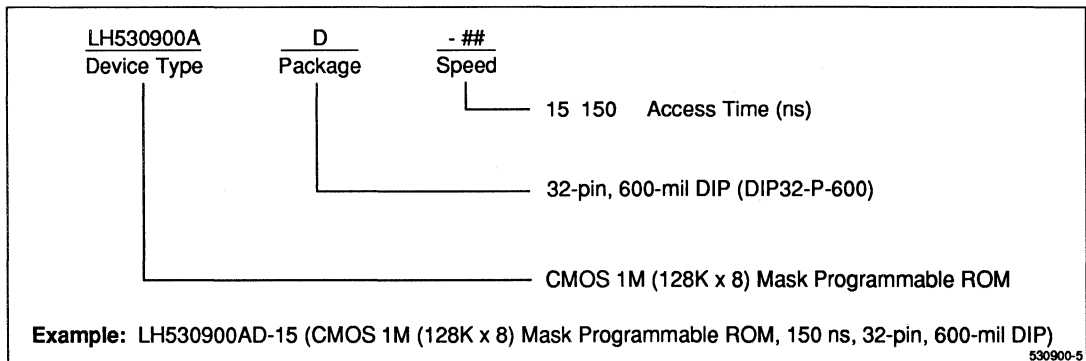 LH530900A D - ##
Device Type Package Speed
15 150 Access Time (ns)
32-pin, 600-mil DIP (DIP32-P-600)
CMOS 1M (128K x 8) Mask Programmable ROM
Example: LH530900AD-15 (CMOS 1M (128K x 8) Mask Programmable ROM, 150 ns, 32-pin, 600-mil DIP)
530900-5